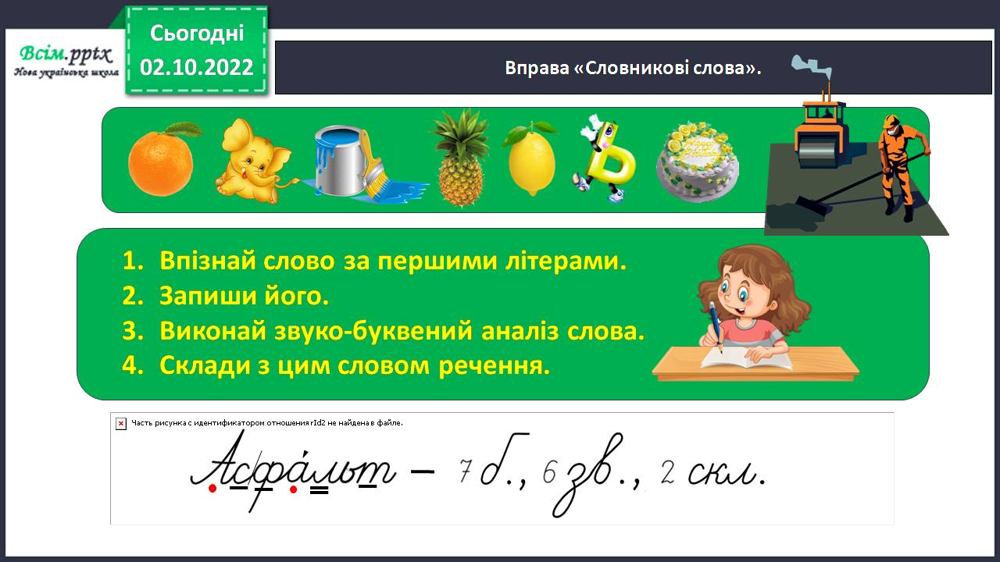 Сьогодні
02.10.2022
Всім.pptx
Нова українська школа
Вправа «Словникові слова».
Ь
1. Впізнай слово за першими літерами.
2. Запиши його.
3. Виконай звуко-буквений аналіз слова.
4. Склади з цим словом речення.
Часть рисунка с идентификатором отношения rId2 не найдена в файле.
Асфа́льт – 7 б., 6 зв., 2 скл.